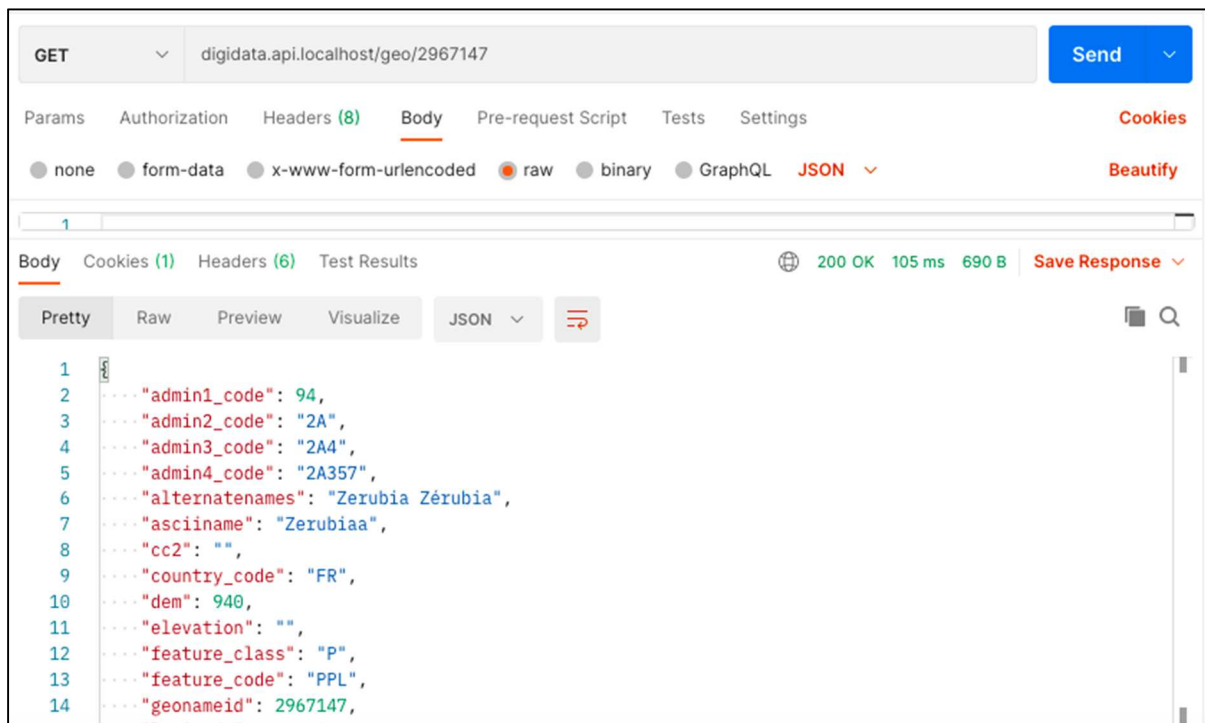 GET digidata.api.localhost/geo/2967147 Send
Params Authorization Headers (8) Body Pre-request Script Tests Settings Cookies
none form-data x-www-form-urlencoded raw binary GraphQL JSON Beautify
1
Body Cookies (1) Headers (6) Test Results 200 OK 105 ms 690 B Save Response
Pretty Raw Preview Visualize JSON
1 {
2 "admin1_code": 94,
3 "admin2_code": "2A",
4 "admin3_code": "2A4",
5 "admin4_code": "2A357",
6 "alternatenames": "Zerubia Zérubia",
7 "asciiname": "Zerubiaa",
8 "cc2": "",
9 "country_code": "FR",
10 "dem": 940,
11 "elevation": "",
12 "feature_class": "P",
13 "feature_code": "PPL",
14 "geonameid": 2967147,